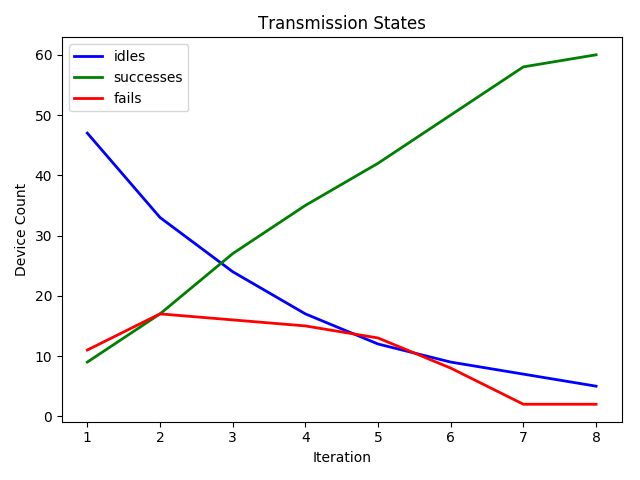 Transmission States
idles
successes
fails
Device Count
60
50
40
30
20
10
0
1 2 3 4 5 6 7 8
Iteration